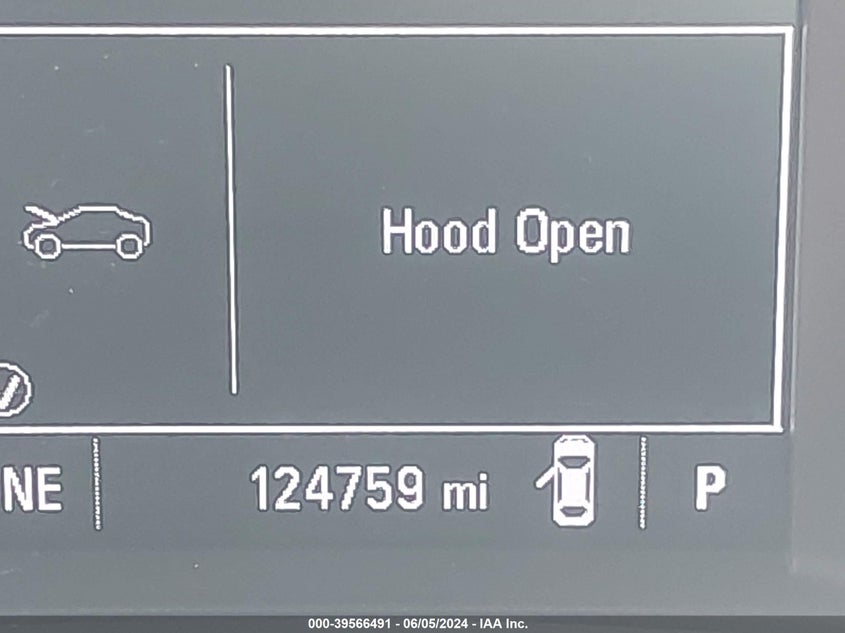 Hood Open
NE
124759 mi
P
000-39566491 - 06/05/2024 - IAA Inc.